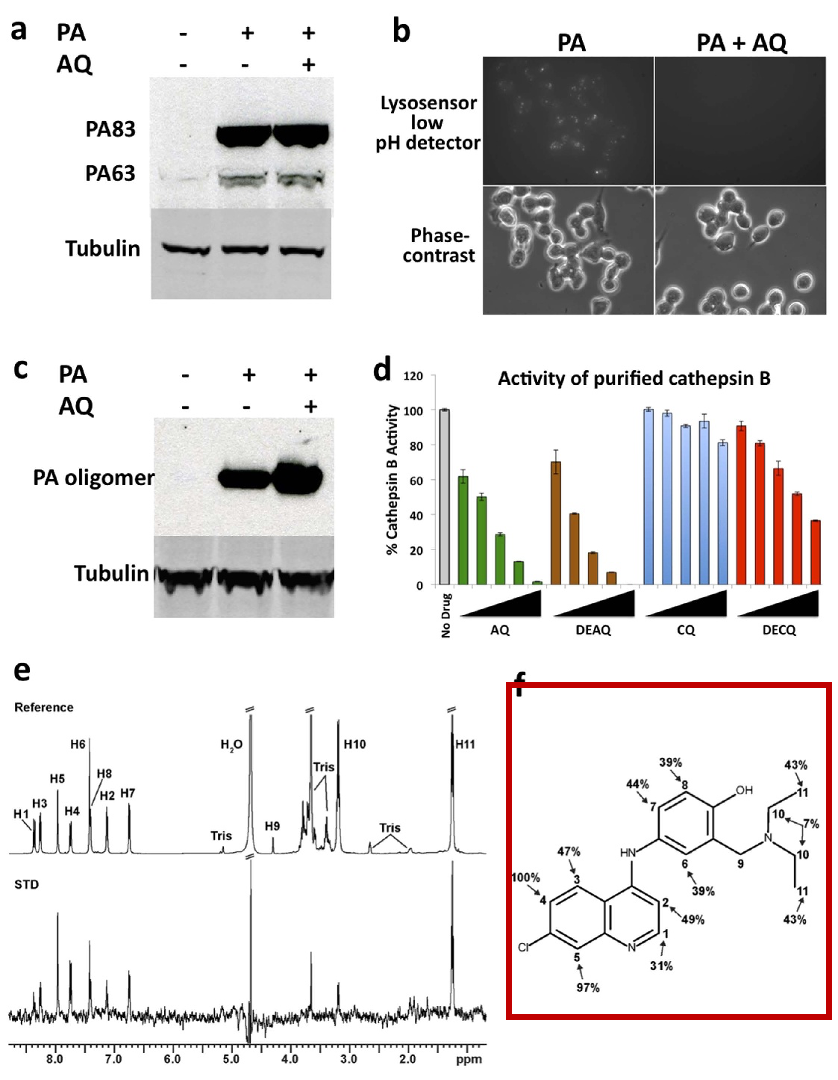 a
PA - + +
AQ - - +
PA83
PA63
Tubulin
b
PA PA + AQ
Lysosensor
low
pH detector
Phase-
contrast
c
PA - + +
AQ - - +
PA oligomer
Tubulin
d
Activity of purified cathepsin B
% Cathepsin B Activity
120
100
80
60
40
20
0
No Drug AQ DEAQ CQ DECQ
e
Reference
H1 H3 H5 H4 H6 H8 H2 H7 Tris H2O H9 Tris H10 Tris H11
STD
8.0 7.0 6.0 5.0 4.0 3.0 2.0 ppm
f
39% 43%
8 11
44% OH
7 10 7%
HN N 10
47% 6 9
3 39% 11
100% 43%
4 2 49%
Cl 1
5 N 31%
97%